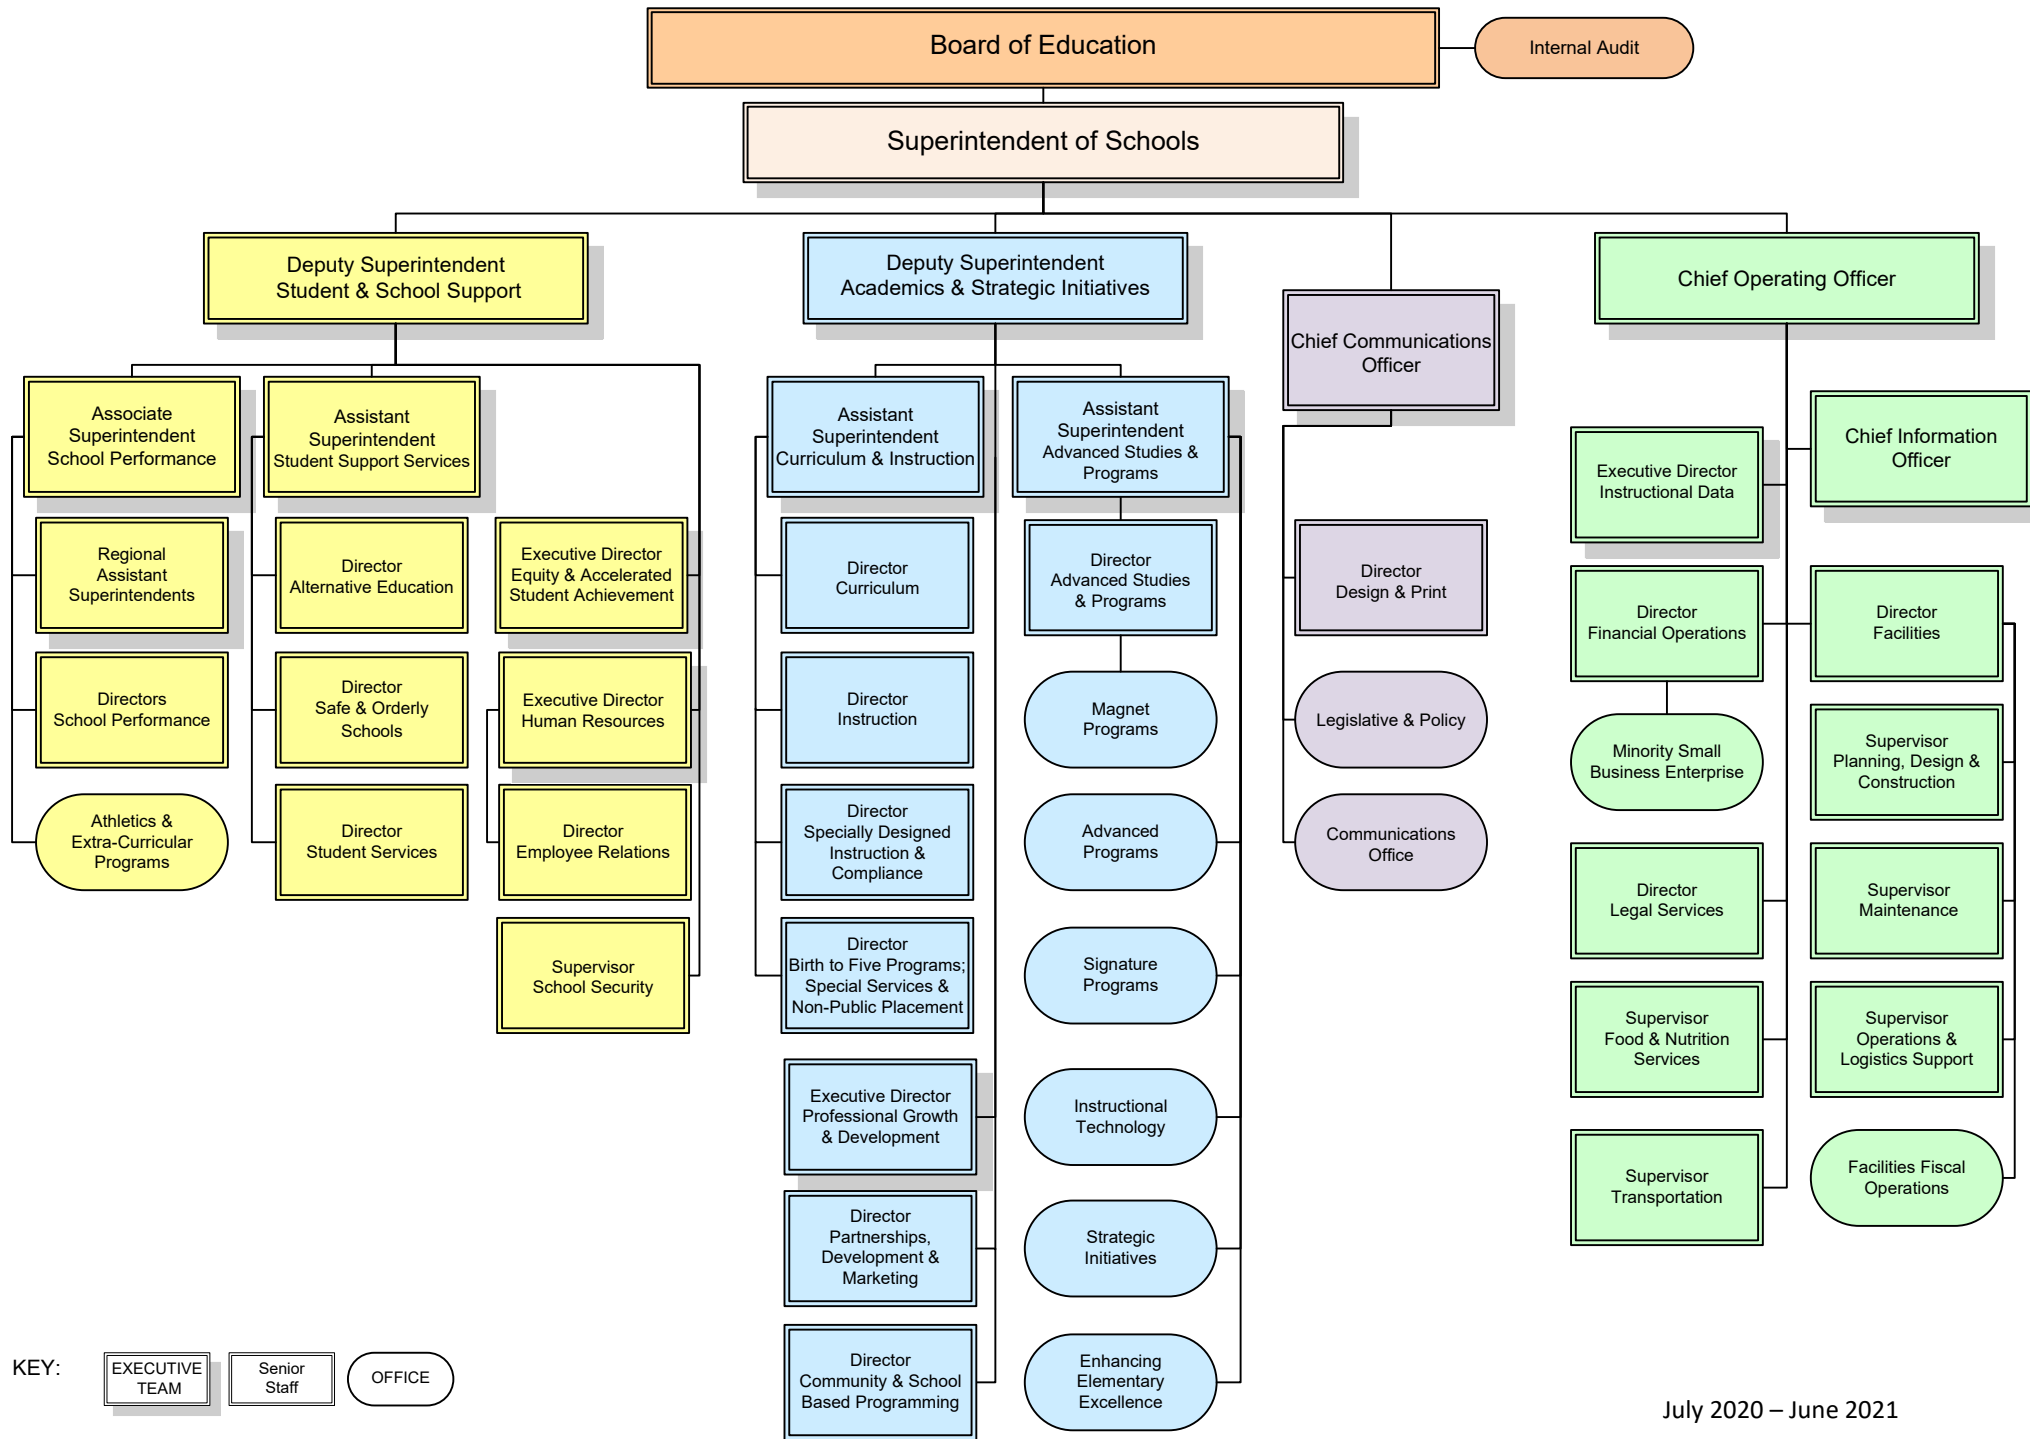 Board of Education
Internal Audit
Superintendent of Schools
Deputy Superintendent
Student & School Support
Deputy Superintendent
Academics & Strategic Initiatives
Chief Communications
Officer
Chief Operating Officer
Associate
Superintendent
School Performance
Assistant
Superintendent
Student Support Services
Regional
Assistant
Superintendents
Director
Alternative Education
Executive Director
Equity & Accelerated
Student Achievement
Directors
School Performance
Director
Safe & Orderly
Schools
Executive Director
Human Resources
Athletics &
Extra-Curricular
Programs
Director
Student Services
Director
Employee Relations
Supervisor
School Security
Assistant
Superintendent
Curriculum & Instruction
Assistant
Superintendent
Advanced Studies &
Programs
Director
Curriculum
Director
Advanced Studies
& Programs
Director
Instruction
Magnet
Programs
Director
Specially Designed
Instruction &
Compliance
Advanced
Programs
Director
Birth to Five Programs;
Special Services &
Non-Public Placement
Signature
Programs
Executive Director
Professional Growth
& Development
Instructional
Technology
Director
Partnerships,
Development &
Marketing
Strategic
Initiatives
Director
Community & School
Based Programming
Enhancing
Elementary
Excellence
Director
Design & Print
Legislative & Policy
Communications
Office
Executive Director
Instructional Data
Chief Information
Officer
Director
Financial Operations
Director
Facilities
Minority Small
Business Enterprise
Supervisor
Planning, Design &
Construction
Director
Legal Services
Supervisor
Maintenance
Supervisor
Food & Nutrition
Services
Supervisor
Operations &
Logistics Support
Supervisor
Transportation
Facilities Fiscal
Operations
KEY:
EXECUTIVE
TEAM
Senior
Staff
OFFICE
July 2020 – June 2021